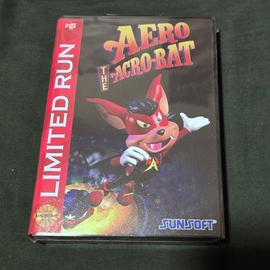 LIMITED RUN
AERO
THE
ACRO-BAT
A
SUNSOFT